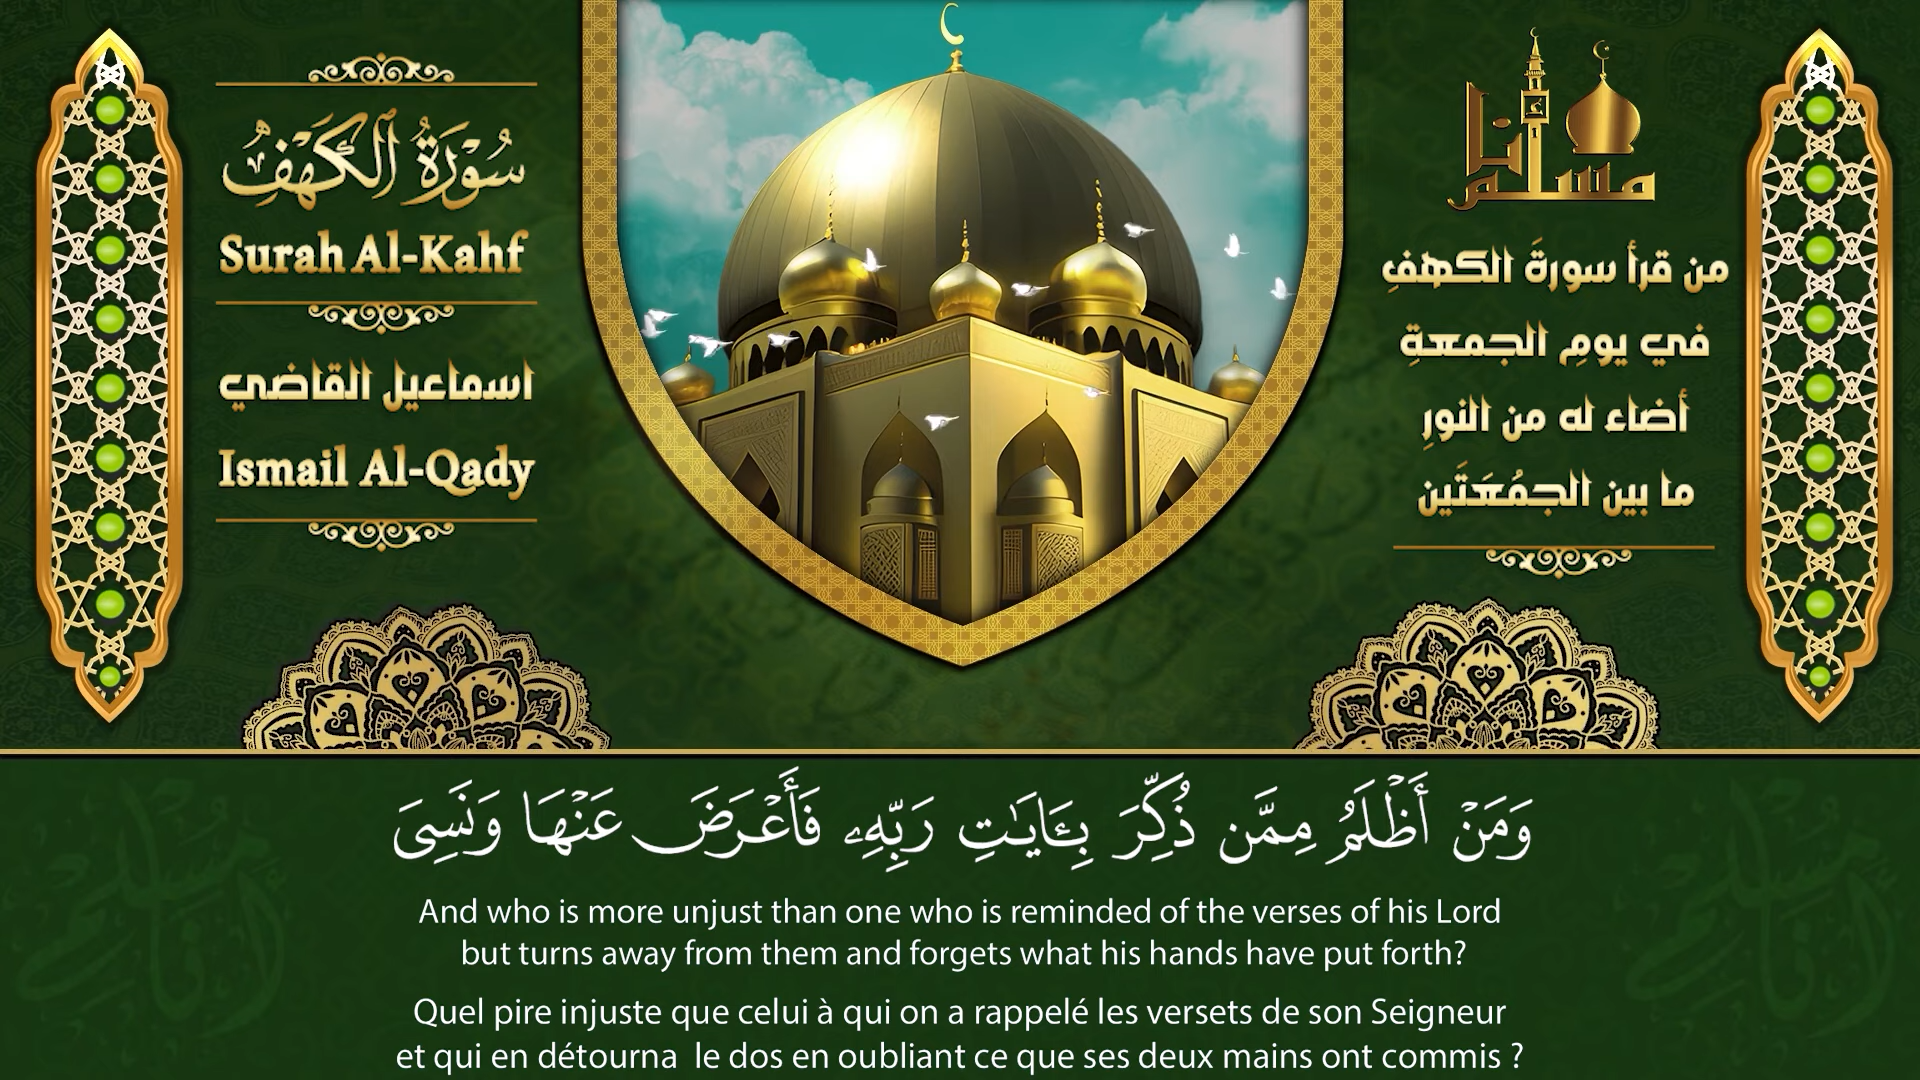 سُورَةُ ٱلْكَهْفِ
Surah Al-Kahf
اسماعيل القاضي
Ismail Al-Qady
أنا مسلم
من قرأ سورةَ الكهفِ
في يومِ الجمعةِ
أضاء له من النورِ
ما بين الجمُعَتَين
وَمَنْ أَظْلَمُ مِمَّن ذُكِّرَ بِـَٔايَـٰتِ رَبِّهِۦ فَأَعْرَضَ عَنْهَا وَنَسِىَ
And who is more unjust than one who is reminded of the verses of his Lord
but turns away from them and forgets what his hands have put forth?
Quel pire injuste que celui à qui on a rappelé les versets de son Seigneur
et qui en détourna le dos en oubliant ce que ses deux mains ont commis ?